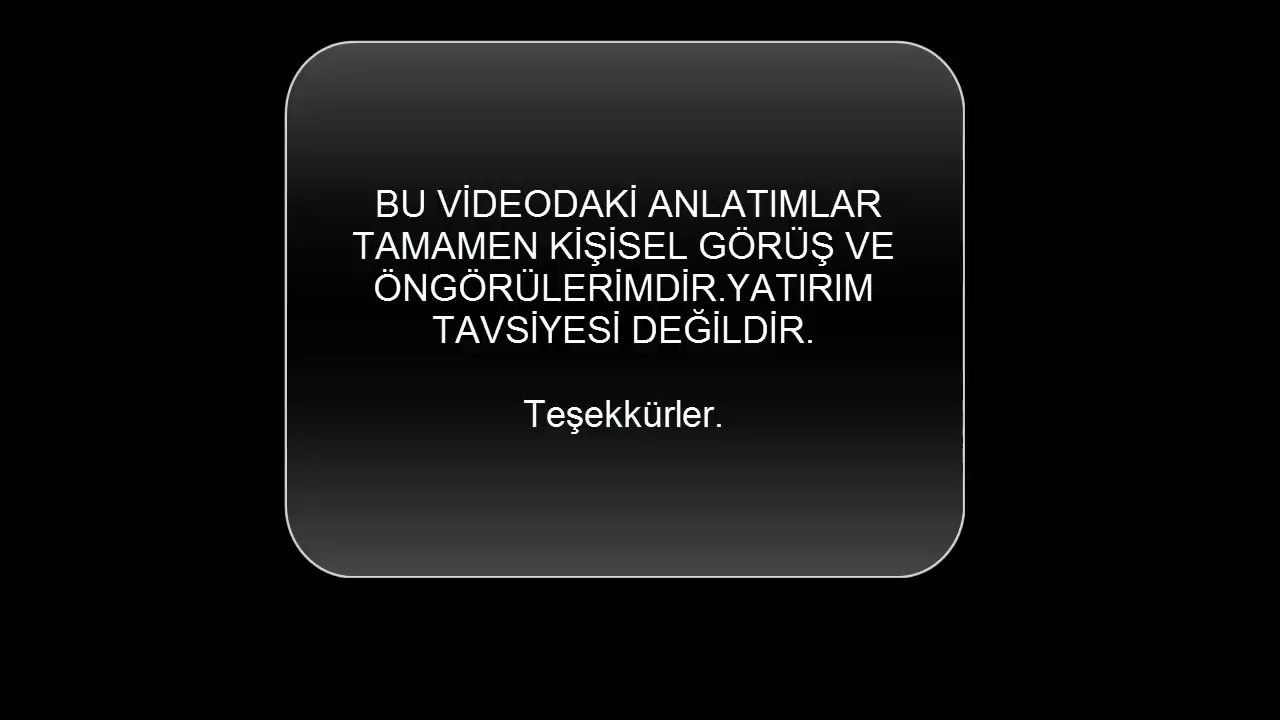 BU VİDEODAKİ ANLATIMLAR
TAMAMEN KİŞİSEL GÖRÜŞ VE
ÖNGÖRÜLERİMDİR.YATIRIM
TAVSİYESİ DEĞİLDİR.
Teşekkürler.